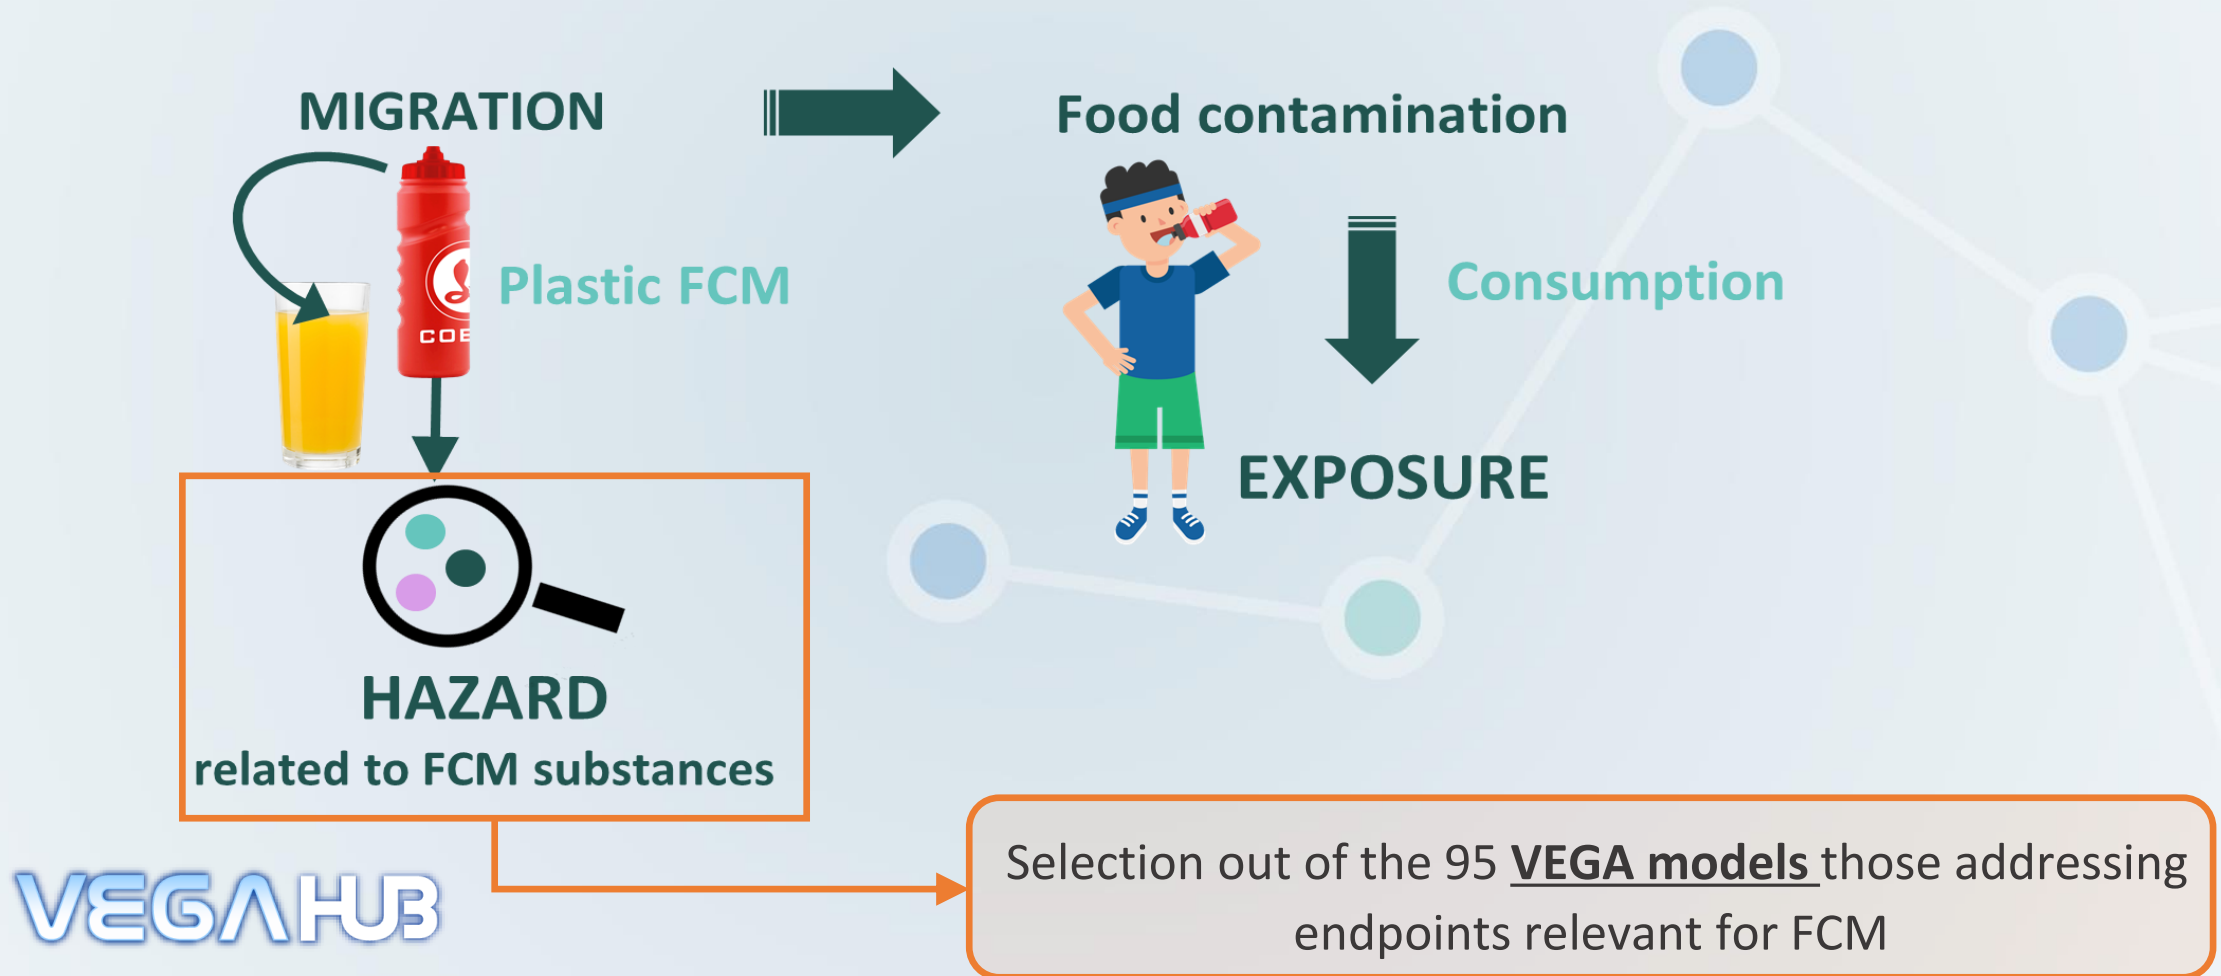 MIGRATION
Food contamination
Plastic FCM
COB
Consumption
EXPOSURE
HAZARD
related to FCM substances
VEGAHUB
Selection out of the 95 VEGA models those addressing
endpoints relevant for FCM